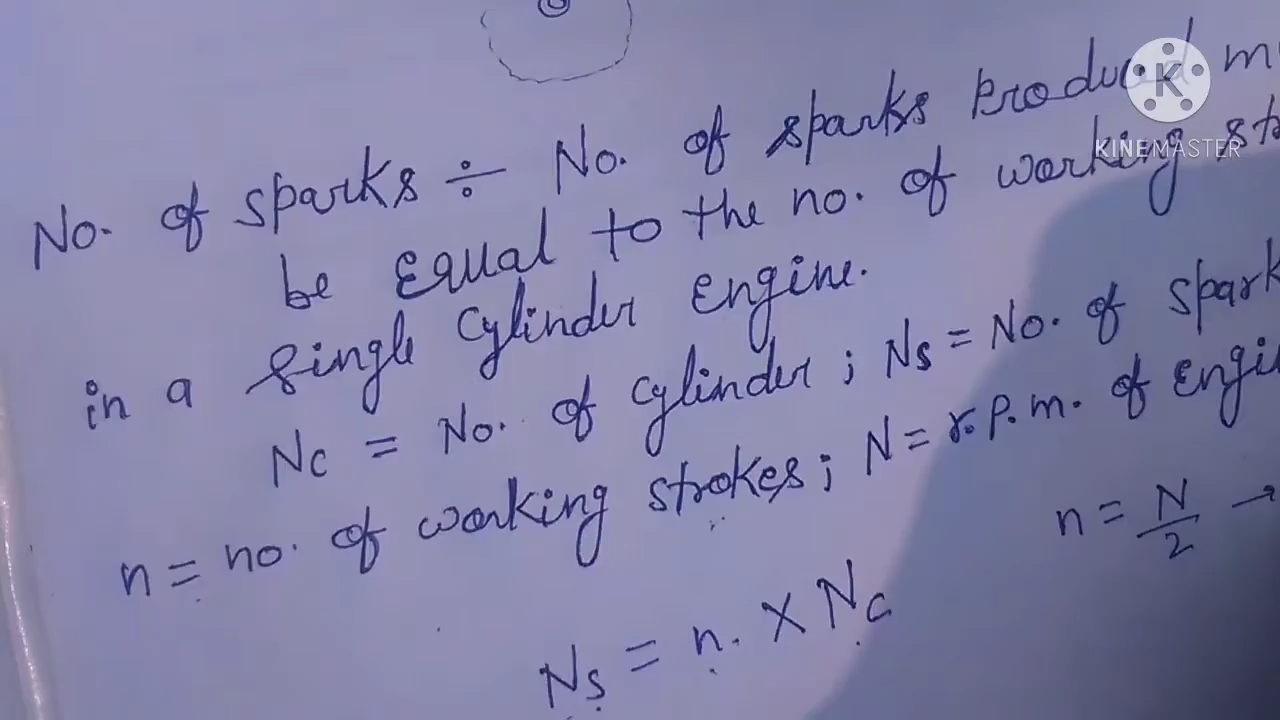 No. of sparks ÷ No. of sparks produced
be Equal to the no. of working
in a single cylinder Engine.
Nc = No. of cylinder ; Ns = No. of spark
n = no. of working strokes; N = r.p.m. of Engi
n = N/2 →
Ns = n. × Nc
K
KINEMASTER